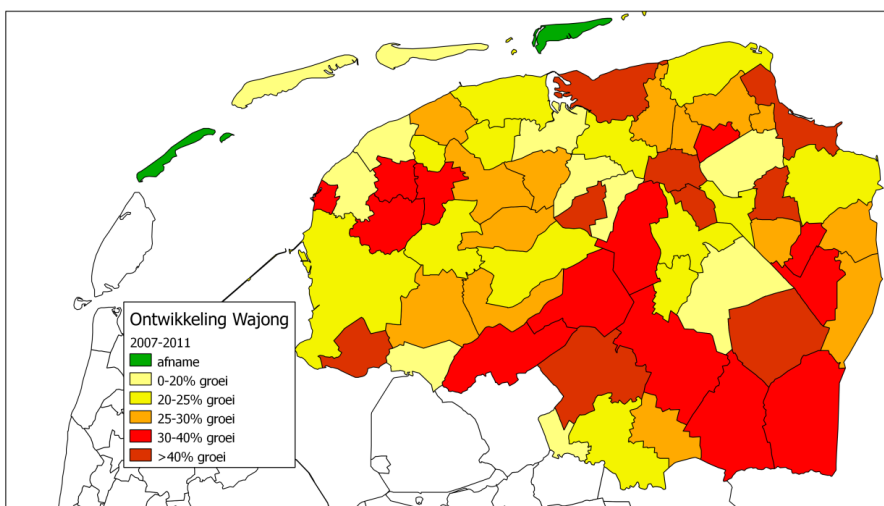 Ontwikkeling Wajong
2007-2011
afname
0-20% groei
20-25% groei
25-30% groei
30-40% groei
>40% groei